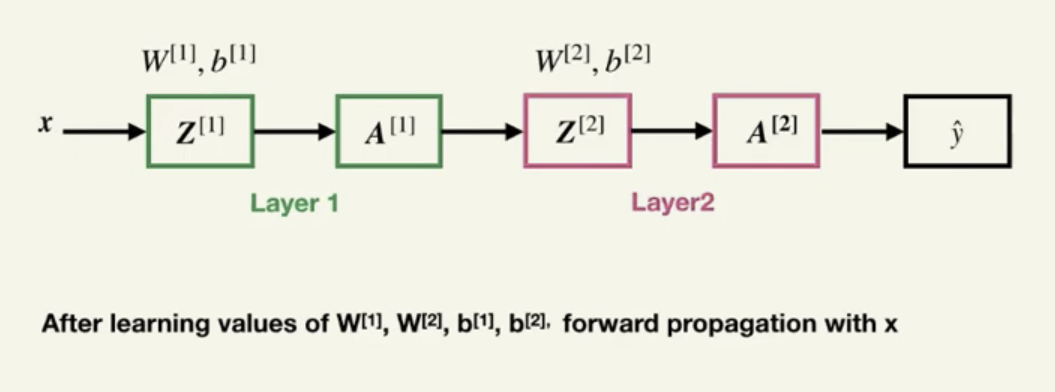 W[1], b[1] W[2], b[2]
x Z[1] A[1] Z[2] A[2] ŷ
Layer 1 Layer2
After learning values of W[1], W[2], b[1], b[2], forward propagation with x